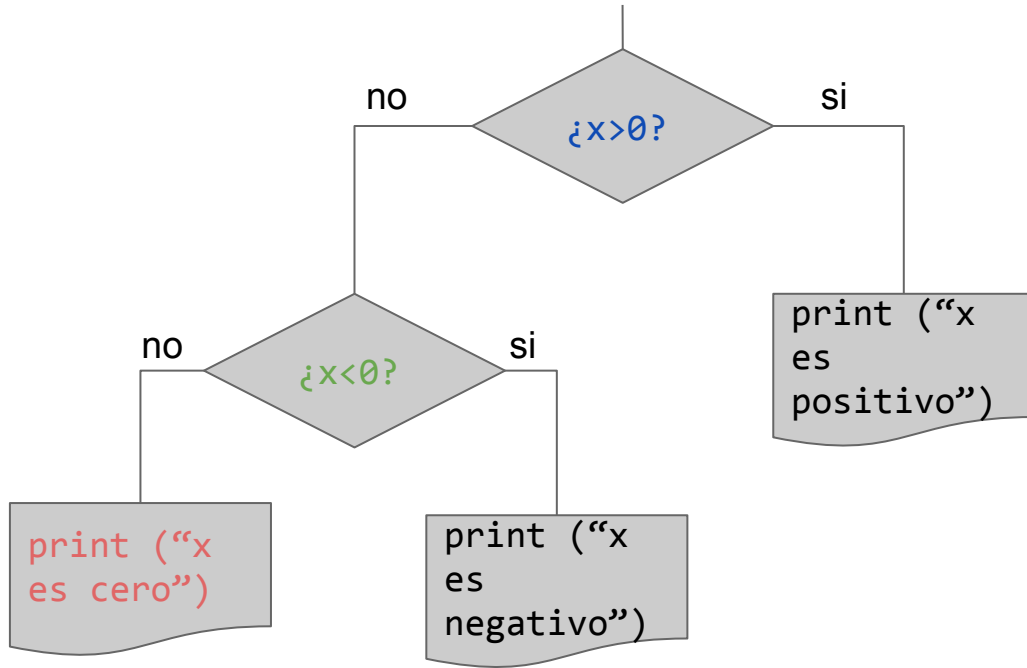 no
¿x>0?
si
print (“x
es
positivo”)
no
¿x<0?
si
print (“x
es cero”)
print (“x
es
negativo”)